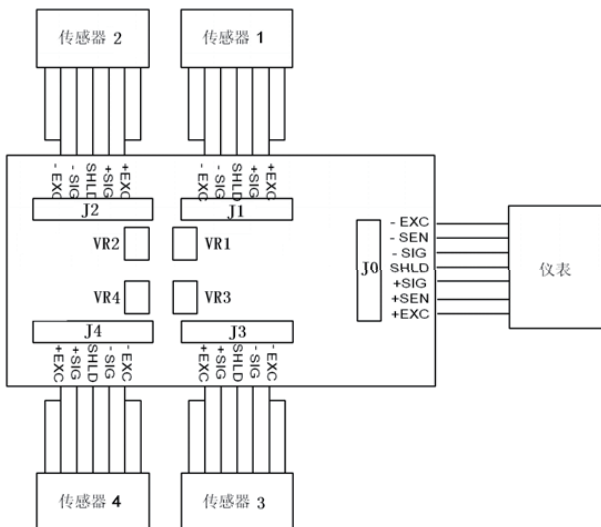 传感器 2
传感器 1
-EXC
-SIG
SHLD
+SIG
+EXC
-EXC
-SIG
SHLD
+SIG
+EXC
J2
J1
VR2
VR1
VR4
VR3
J4
J3
+EXC
+SIG
SHLD
-SIG
-EXC
+EXC
+SIG
SHLD
-SIG
-EXC
J0
-EXC
-SEN
-SIG
SHLD
+SIG
+SEN
+EXC
仪表
传感器 4
传感器 3